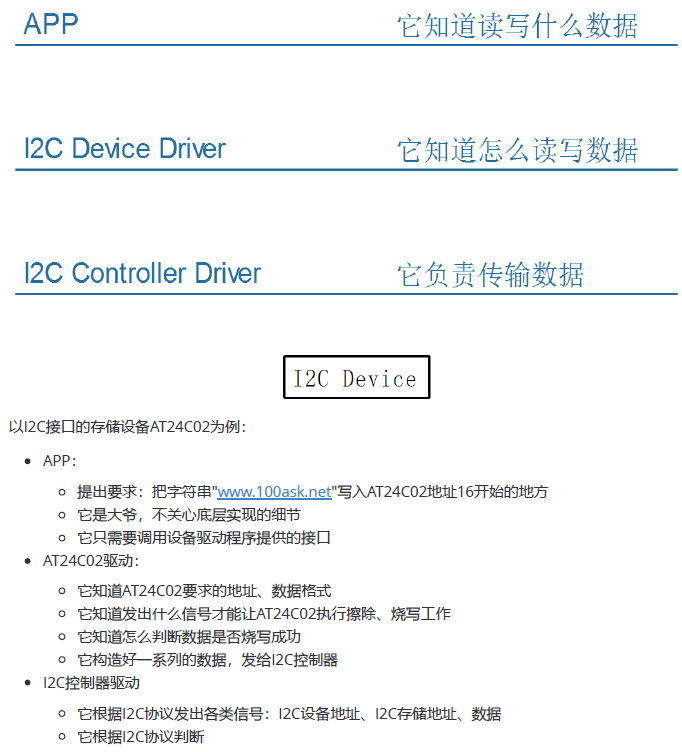 APP 它知道读写什么数据
I2C Device Driver 它知道怎么读写数据
I2C Controller Driver 它负责传输数据
I2C Device
以I2C接口的存储设备AT24C02为例：
APP：
提出要求：把字符串"www.100ask.net"写入AT24C02地址16开始的地方
它是大爷，不关心底层实现的细节
它只需要调用设备驱动程序提供的接口
AT24C02驱动：
它知道AT24C02要求的地址、数据格式
它知道发出什么信号才能让AT24C02执行擦除、烧写工作
它知道怎么判断数据是否烧写成功
它构造好一系列的数据，发给I2C控制器
I2C控制器驱动
它根据I2C协议发出各类信号：I2C设备地址、I2C存储地址、数据
它根据I2C协议判断